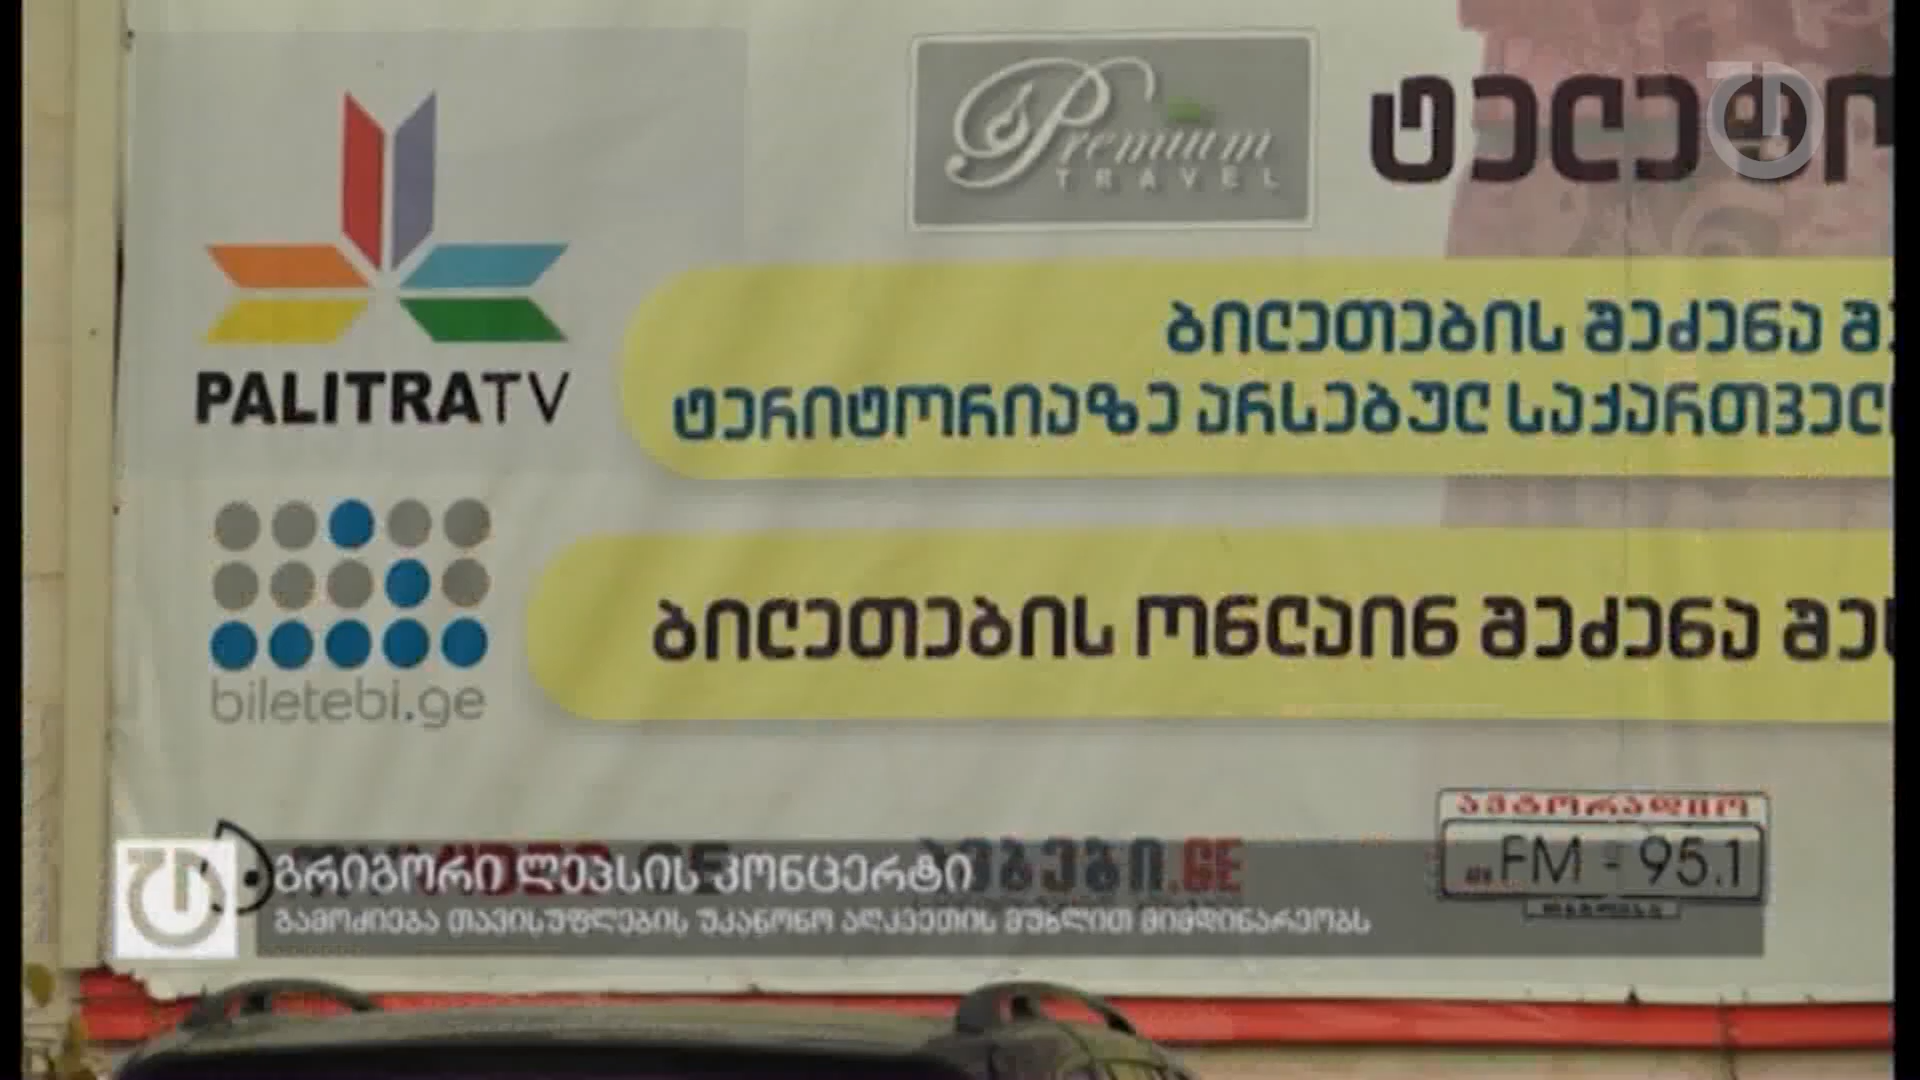 Premium
TRAVEL
PALITRATV
ბილეთების შეძენა
ტერიტორიაზე არსებულ
ბილეთების ონლაინ შეძენა
biletebi.ge
ავტორადიო
FM - 95.1
გრიგორი ლეპსის კონცერტი
გამოძიება თავისუფლების უკანონო აღკვეთის მუხლით მიმდინარეობს